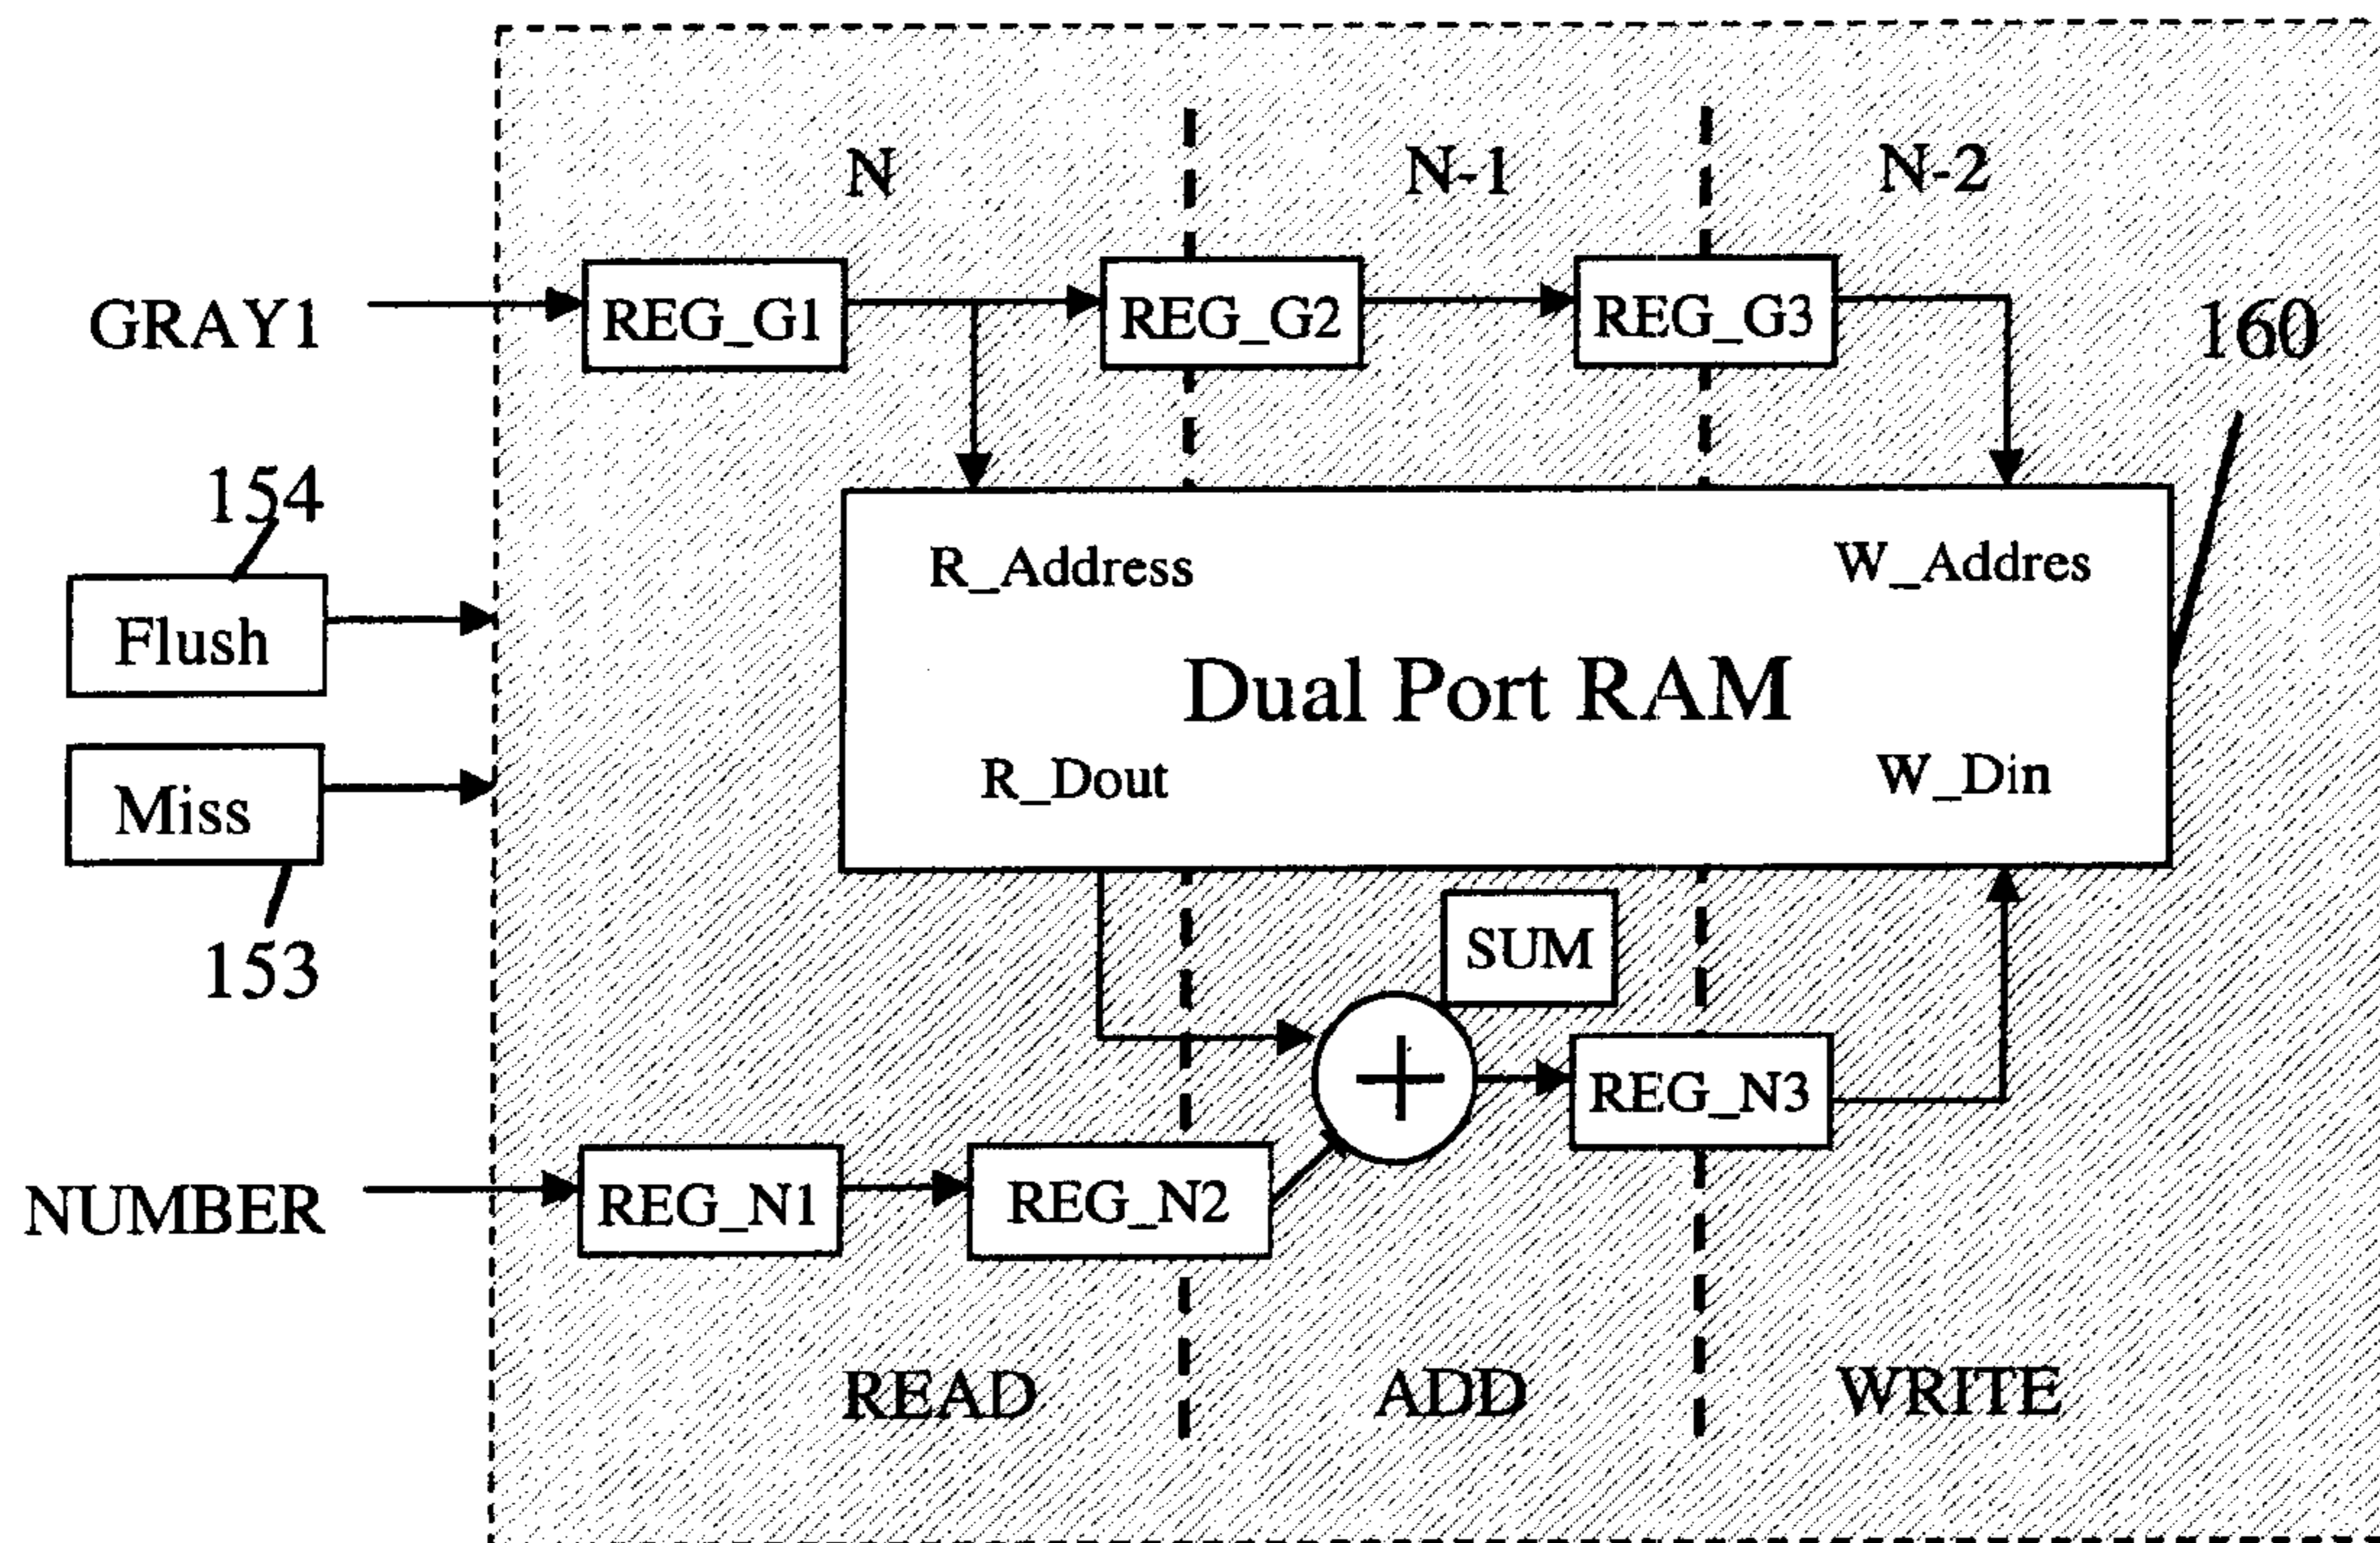 N N-1 N-2
GRAY1 REG_G1 REG_G2 REG_G3 160
154
R_Address W_Addres
Flush
Dual Port RAM
Miss
R_Dout W_Din
153
SUM
REG_N3
NUMBER REG_N1 REG_N2
READ ADD WRITE